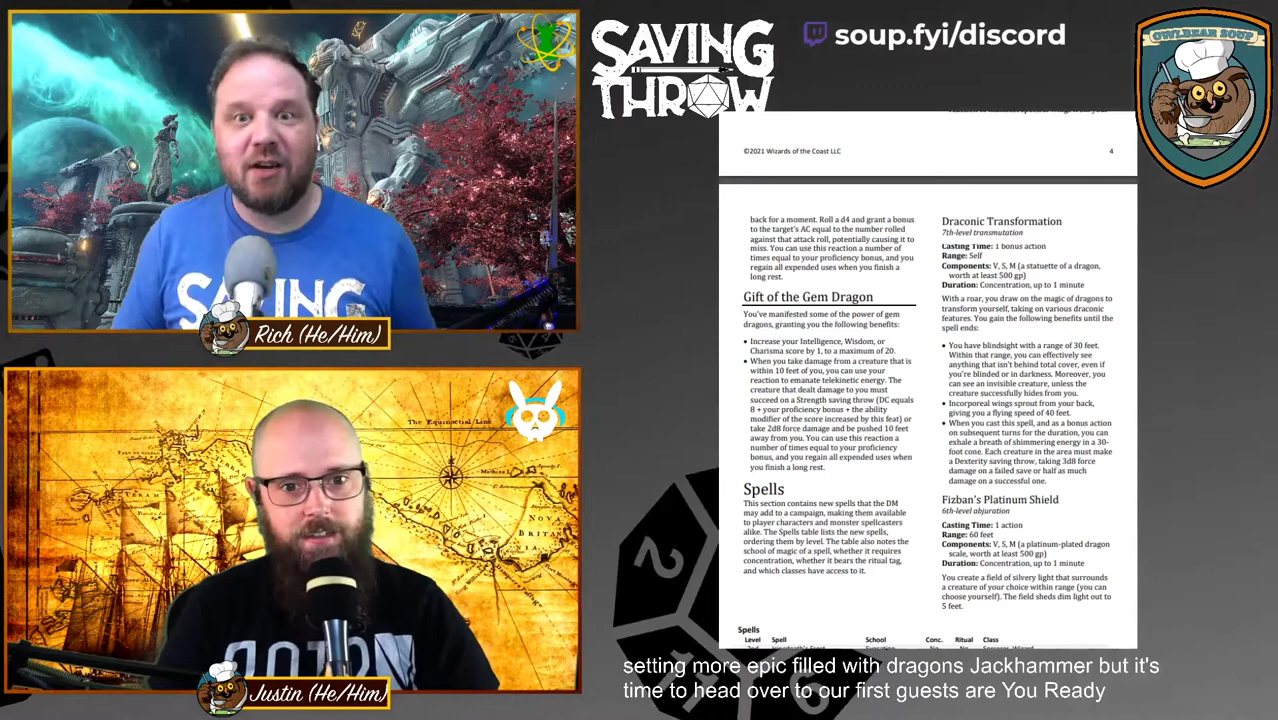 SAVING
THROW
soup.fyi/discord
OWLBEAR SOUP
SAVING
Rich (He/Him)
The Equinoctial Line
Justin (He/Him)
©2021 Wizards of the Coast LLC
4
back for a moment. Roll a d4 and grant a bonus
to the target's AC equal to the number rolled
against that attack roll, potentially causing it to
miss. You can use this reaction a number of
times equal to your proficiency bonus, and you
regain all expended uses when you finish a
long rest.
Gift of the Gem Dragon
You've manifested some of the power of gem
dragons, granting you the following benefits:
• Increase your Intelligence, Wisdom, or
Charisma score by 1, to a maximum of 20.
• When you take damage from a creature that is
within 10 feet of you, you can use your
reaction to emanate telekinetic energy. The
creature that dealt damage to you must
succeed on a Strength saving throw (DC equals
8 + your proficiency bonus + the ability
modifier of the score increased by this feat) or
take 2d8 force damage and be pushed 10 feet
away from you. You can use this reaction a
number of times equal to your proficiency
bonus, and you regain all expended uses when
you finish a long rest.
Spells
This section contains new spells that the DM
may add to a campaign, making them available
to player characters and monster spellcasters
alike. The Spells table lists the new spells,
ordering them by level. The table also notes the
school of magic of a spell, whether it requires
concentration, whether it bears the ritual tag,
and which classes have access to it.
Spells
Level Spell School Conc. Ritual Class
Draconic Transformation
7th-level transmutation
Casting Time: 1 bonus action
Range: Self
Components: V, S, M (a statuette of a dragon,
worth at least 500 gp)
Duration: Concentration, up to 1 minute
With a roar, you draw on the magic of dragons to
transform yourself, taking on various draconic
features. You gain the following benefits until the
spell ends:
• You have blindsight with a range of 30 feet.
Within that range, you can effectively see
anything that isn't behind total cover, even if
you're blinded or in darkness. Moreover, you
can see an invisible creature, unless the
creature successfully hides from you.
• Incorporeal wings sprout from your back,
giving you a flying speed of 40 feet.
• When you cast this spell, and as a bonus action
on subsequent turns for the duration, you can
exhale a breath of shimmering energy in a 30-
foot cone. Each creature in the area must make
a Dexterity saving throw, taking 3d8 force
damage on a failed save or half as much
damage on a successful one.
Fizban's Platinum Shield
6th-level abjuration
Casting Time: 1 action
Range: 60 feet
Components: V, S, M (a platinum-plated dragon
scale, worth at least 500 gp)
Duration: Concentration, up to 1 minute
You create a field of silvery light that surrounds
a creature of your choice within range (you can
choose yourself). The field sheds dim light out to
5 feet.
2
setting more epic filled with dragons Jackhammer but it's
time to head over to our first guests are You Ready